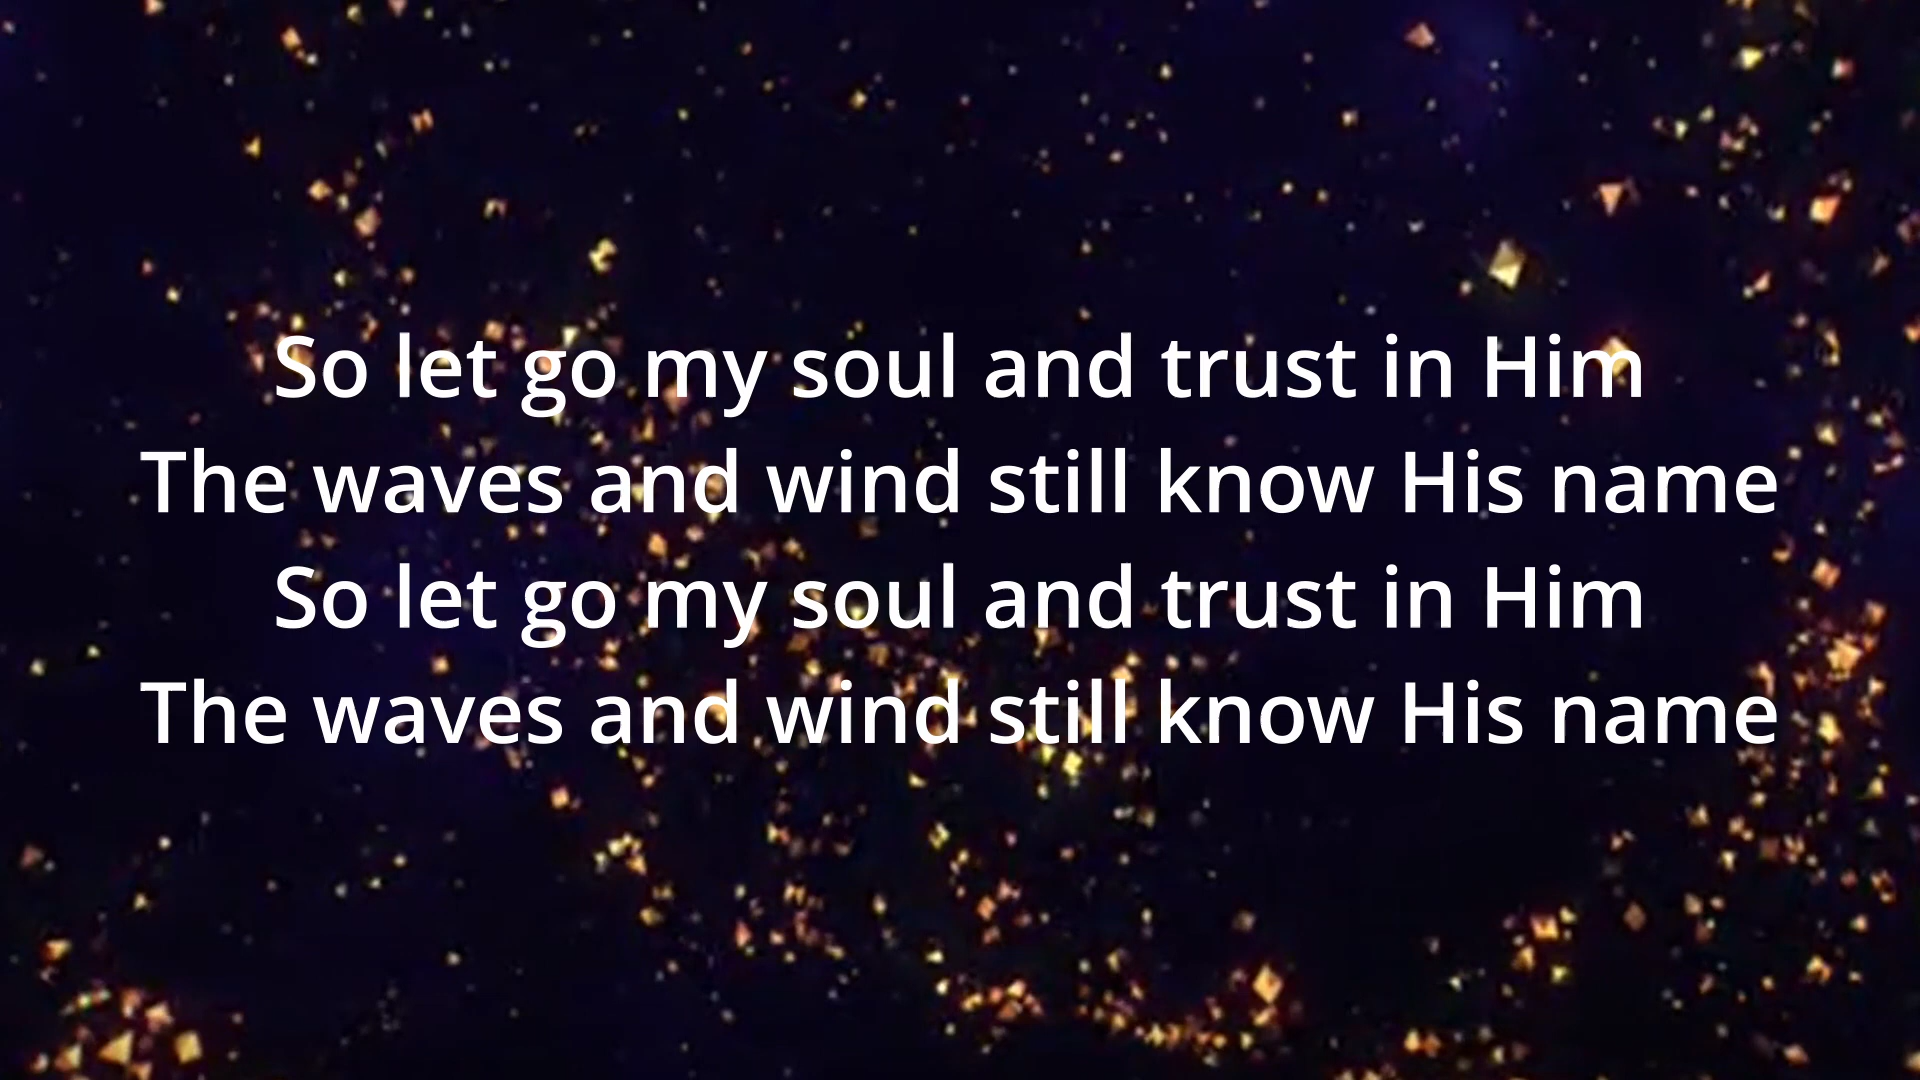 So let go my soul and trust in Him
The waves and wind still know His name
So let go my soul and trust in Him
The waves and wind still know His name